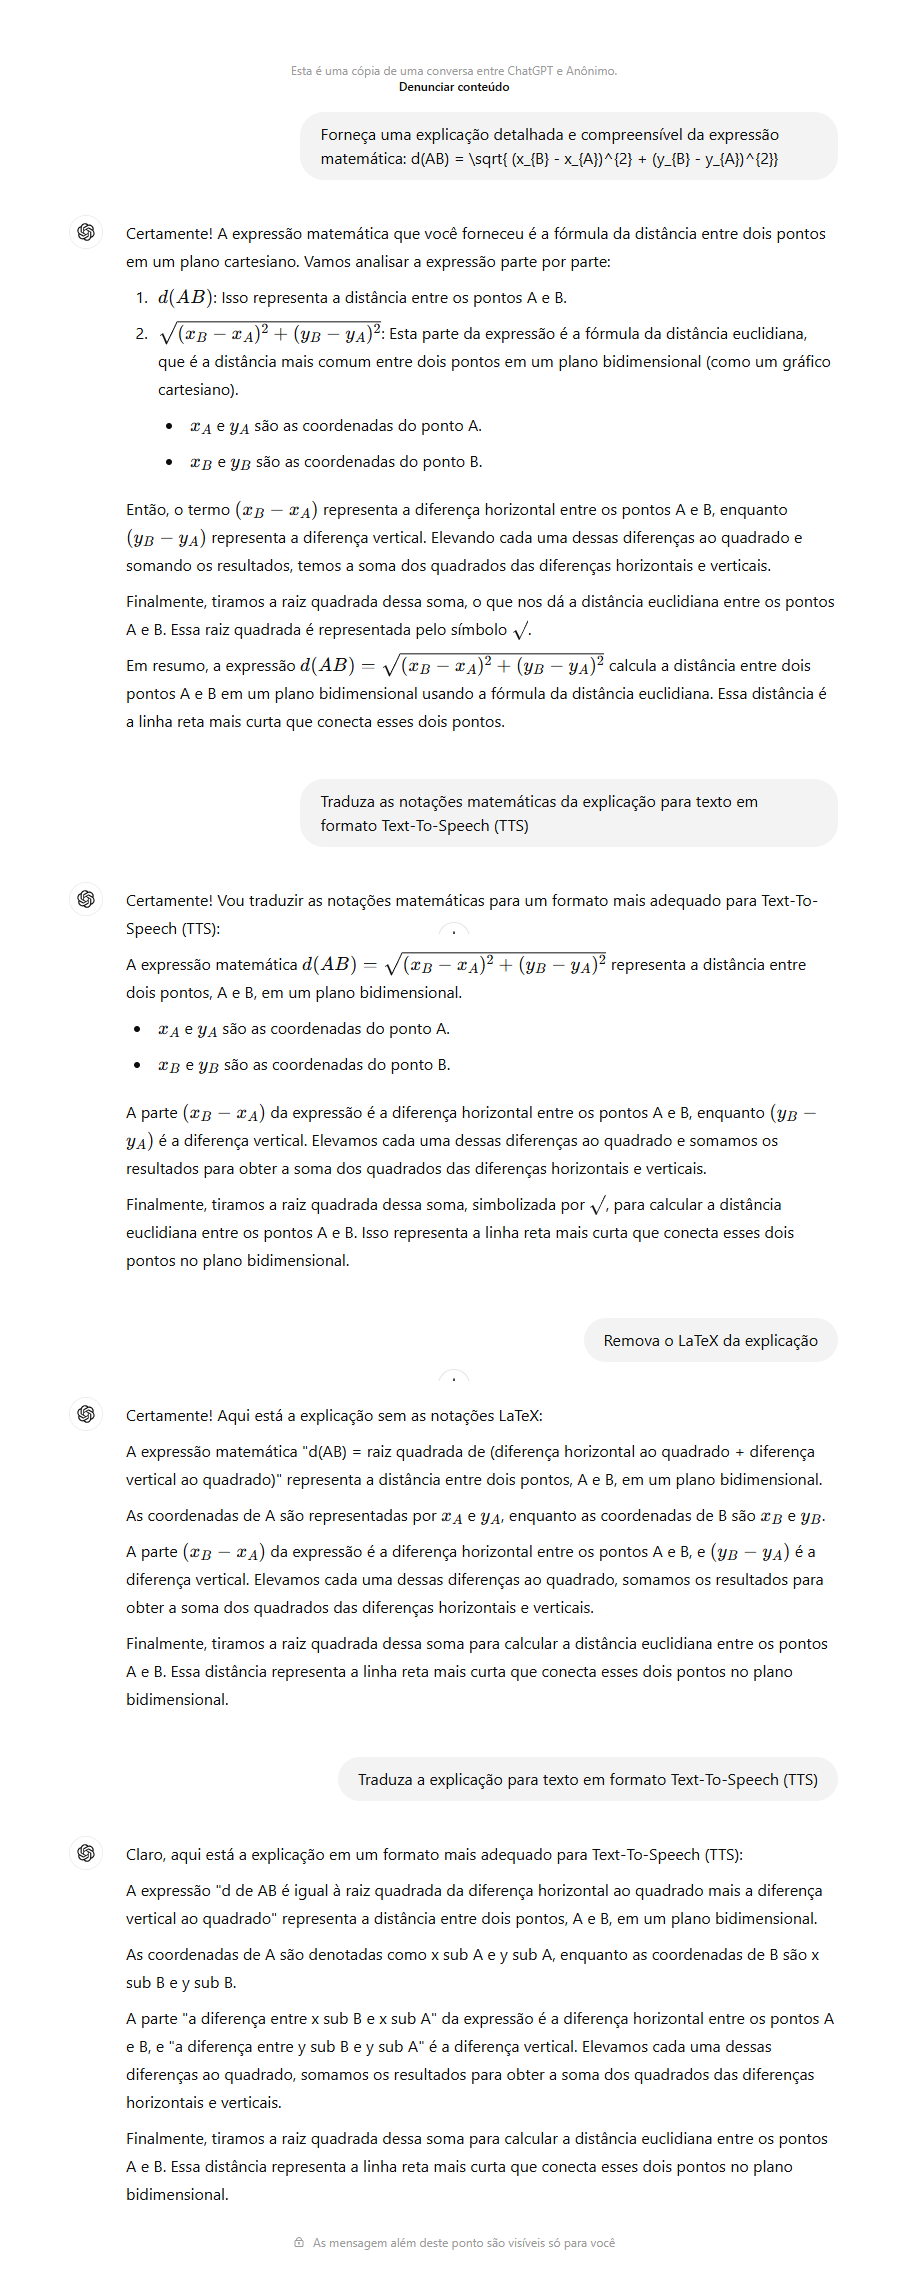 Esta é uma cópia de uma conversa entre ChatGPT e Anônimo.
Denunciar conteúdo
Forneça uma explicação detalhada e compreensível da expressão
matemática: d(AB) = \sqrt{ (x_{B} - x_{A})^{2} + (y_{B} - y_{A})^{2}}
Certamente! A expressão matemática que você forneceu é a fórmula da distância entre dois pontos
em um plano cartesiano. Vamos analisar a expressão parte por parte:
1. d(AB): Isso representa a distância entre os pontos A e B.
2. √(x_B − x_A)² + (y_B − y_A)²: Esta parte da expressão é a fórmula da distância euclidiana,
que é a distância mais comum entre dois pontos em um plano bidimensional (como um gráfico
cartesiano).
• x_A e y_A são as coordenadas do ponto A.
• x_B e y_B são as coordenadas do ponto B.
Então, o termo (x_B − x_A) representa a diferença horizontal entre os pontos A e B, enquanto
(y_B − y_A) representa a diferença vertical. Elevando cada uma dessas diferenças ao quadrado e
somando os resultados, temos a soma dos quadrados das diferenças horizontais e verticais.
Finalmente, tiramos a raiz quadrada dessa soma, o que nos dá a distância euclidiana entre os pontos
A e B. Essa raiz quadrada é representada pelo símbolo √.
Em resumo, a expressão d(AB) = √(x_B − x_A)² + (y_B − y_A)² calcula a distância entre dois
pontos A e B em um plano bidimensional usando a fórmula da distância euclidiana. Essa distância é
a linha reta mais curta que conecta esses dois pontos.
Traduza as notações matemáticas da explicação para texto em
formato Text-To-Speech (TTS)
Certamente! Vou traduzir as notações matemáticas para um formato mais adequado para Text-To-
Speech (TTS):
A expressão matemática d(AB) = √(x_B − x_A)² + (y_B − y_A)² representa a distância entre
dois pontos, A e B, em um plano bidimensional.
• x_A e y_A são as coordenadas do ponto A.
• x_B e y_B são as coordenadas do ponto B.
A parte (x_B − x_A) da expressão é a diferença horizontal entre os pontos A e B, enquanto (y_B −
y_A) é a diferença vertical. Elevamos cada uma dessas diferenças ao quadrado e somamos os
resultados para obter a soma dos quadrados das diferenças horizontais e verticais.
Finalmente, tiramos a raiz quadrada dessa soma, simbolizada por √, para calcular a distância
euclidiana entre os pontos A e B. Isso representa a linha reta mais curta que conecta esses dois
pontos no plano bidimensional.
Remova o LaTeX da explicação
Certamente! Aqui está a explicação sem as notações LaTeX:
A expressão matemática "d(AB) = raiz quadrada de (diferença horizontal ao quadrado + diferença
vertical ao quadrado)" representa a distância entre dois pontos, A e B, em um plano bidimensional.
As coordenadas de A são representadas por x_A e y_A, enquanto as coordenadas de B são x_B e y_B.
A parte (x_B − x_A) da expressão é a diferença horizontal entre os pontos A e B, e (y_B − y_A) é a
diferença vertical. Elevamos cada uma dessas diferenças ao quadrado, somamos os resultados para
obter a soma dos quadrados das diferenças horizontais e verticais.
Finalmente, tiramos a raiz quadrada dessa soma para calcular a distância euclidiana entre os pontos
A e B. Essa distância representa a linha reta mais curta que conecta esses dois pontos no plano
bidimensional.
Traduza a explicação para texto em formato Text-To-Speech (TTS)
Claro, aqui está a explicação em um formato mais adequado para Text-To-Speech (TTS):
A expressão "d de AB é igual à raiz quadrada da diferença horizontal ao quadrado mais a diferença
vertical ao quadrado" representa a distância entre dois pontos, A e B, em um plano bidimensional.
As coordenadas de A são denotadas como x sub A e y sub A, enquanto as coordenadas de B são x
sub B e y sub B.
A parte "a diferença entre x sub B e x sub A" da expressão é a diferença horizontal entre os pontos A
e B, e "a diferença entre y sub B e y sub A" é a diferença vertical. Elevamos cada uma dessas
diferenças ao quadrado, somamos os resultados para obter a soma dos quadrados das diferenças
horizontais e verticais.
Finalmente, tiramos a raiz quadrada dessa soma para calcular a distância euclidiana entre os pontos
A e B. Essa distância representa a linha reta mais curta que conecta esses dois pontos no plano
bidimensional.
As mensagem além deste ponto são visíveis só para você